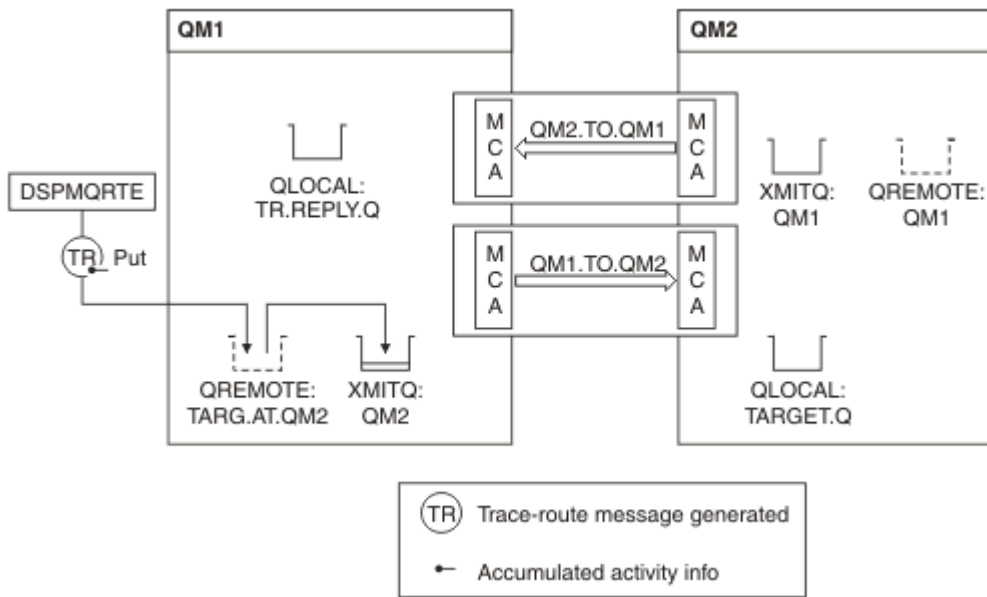 QM1
QM2
M
C
A
QM2.TO.QM1
M
C
A
QLOCAL:
TR.REPLY.Q
XMITQ:
QM1
QREMOTE:
QM1
DSPMQRTE
TR
Put
M
C
A
QM1.TO.QM2
M
C
A
QREMOTE:
TARG.AT.QM2
XMITQ:
QM2
QLOCAL:
TARGET.Q
TR Trace-route message generated
Accumulated activity info